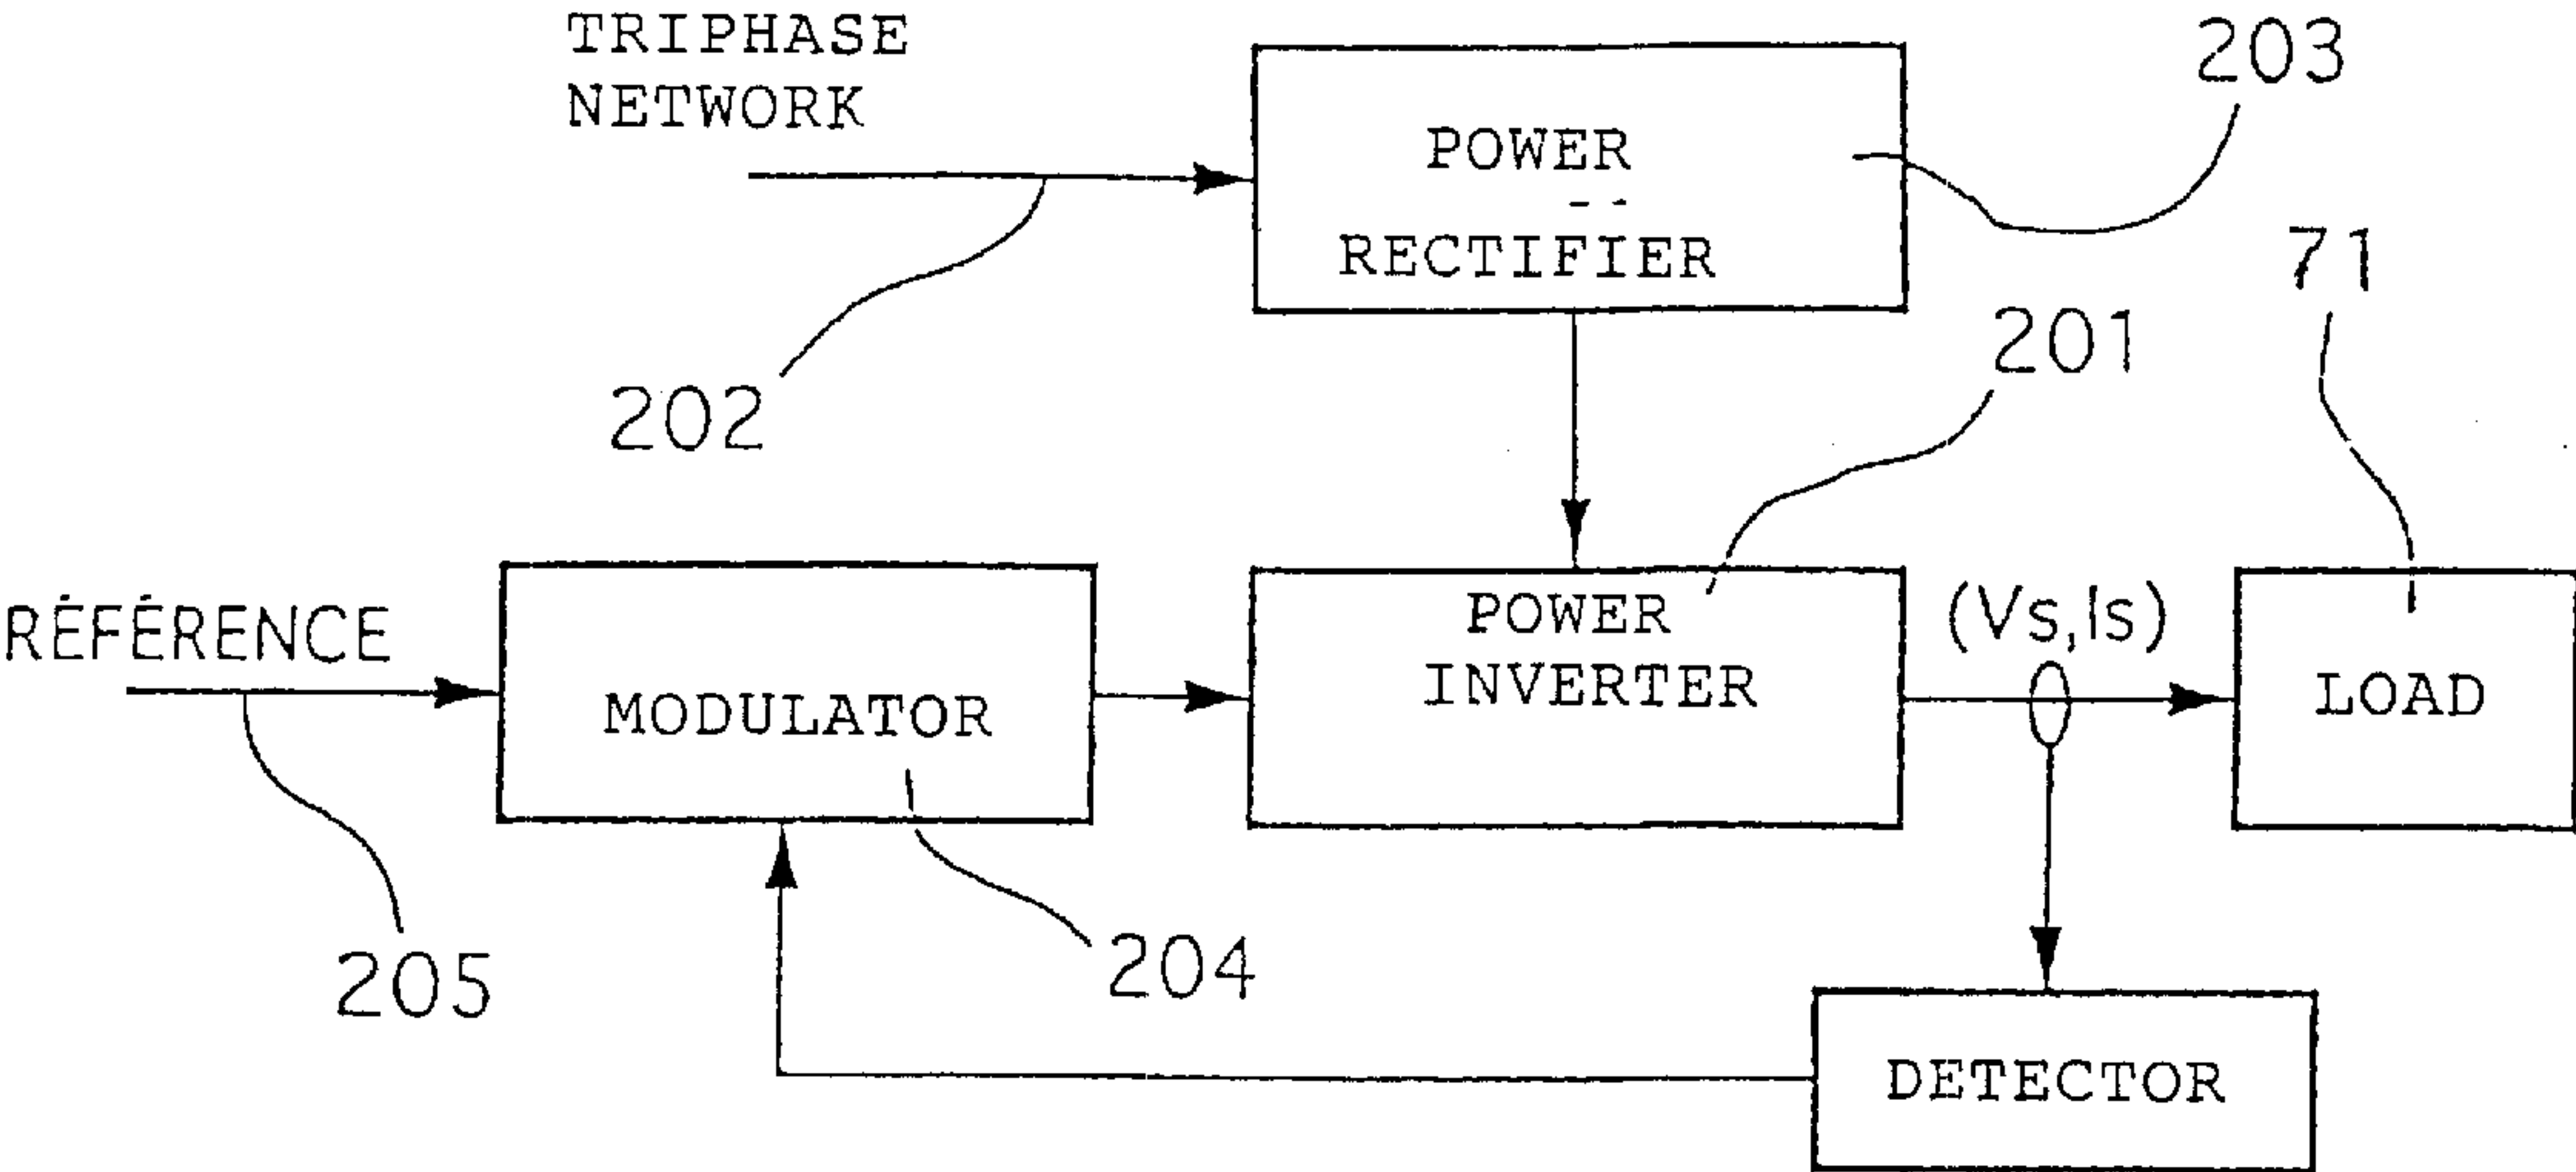 TRIPHASE
NETWORK
203
POWER
RECTIFIER
71
201
202
RÉFÉRENCE
MODULATOR
POWER
INVERTER
(Vs,Is)
LOAD
205
204
DETECTOR